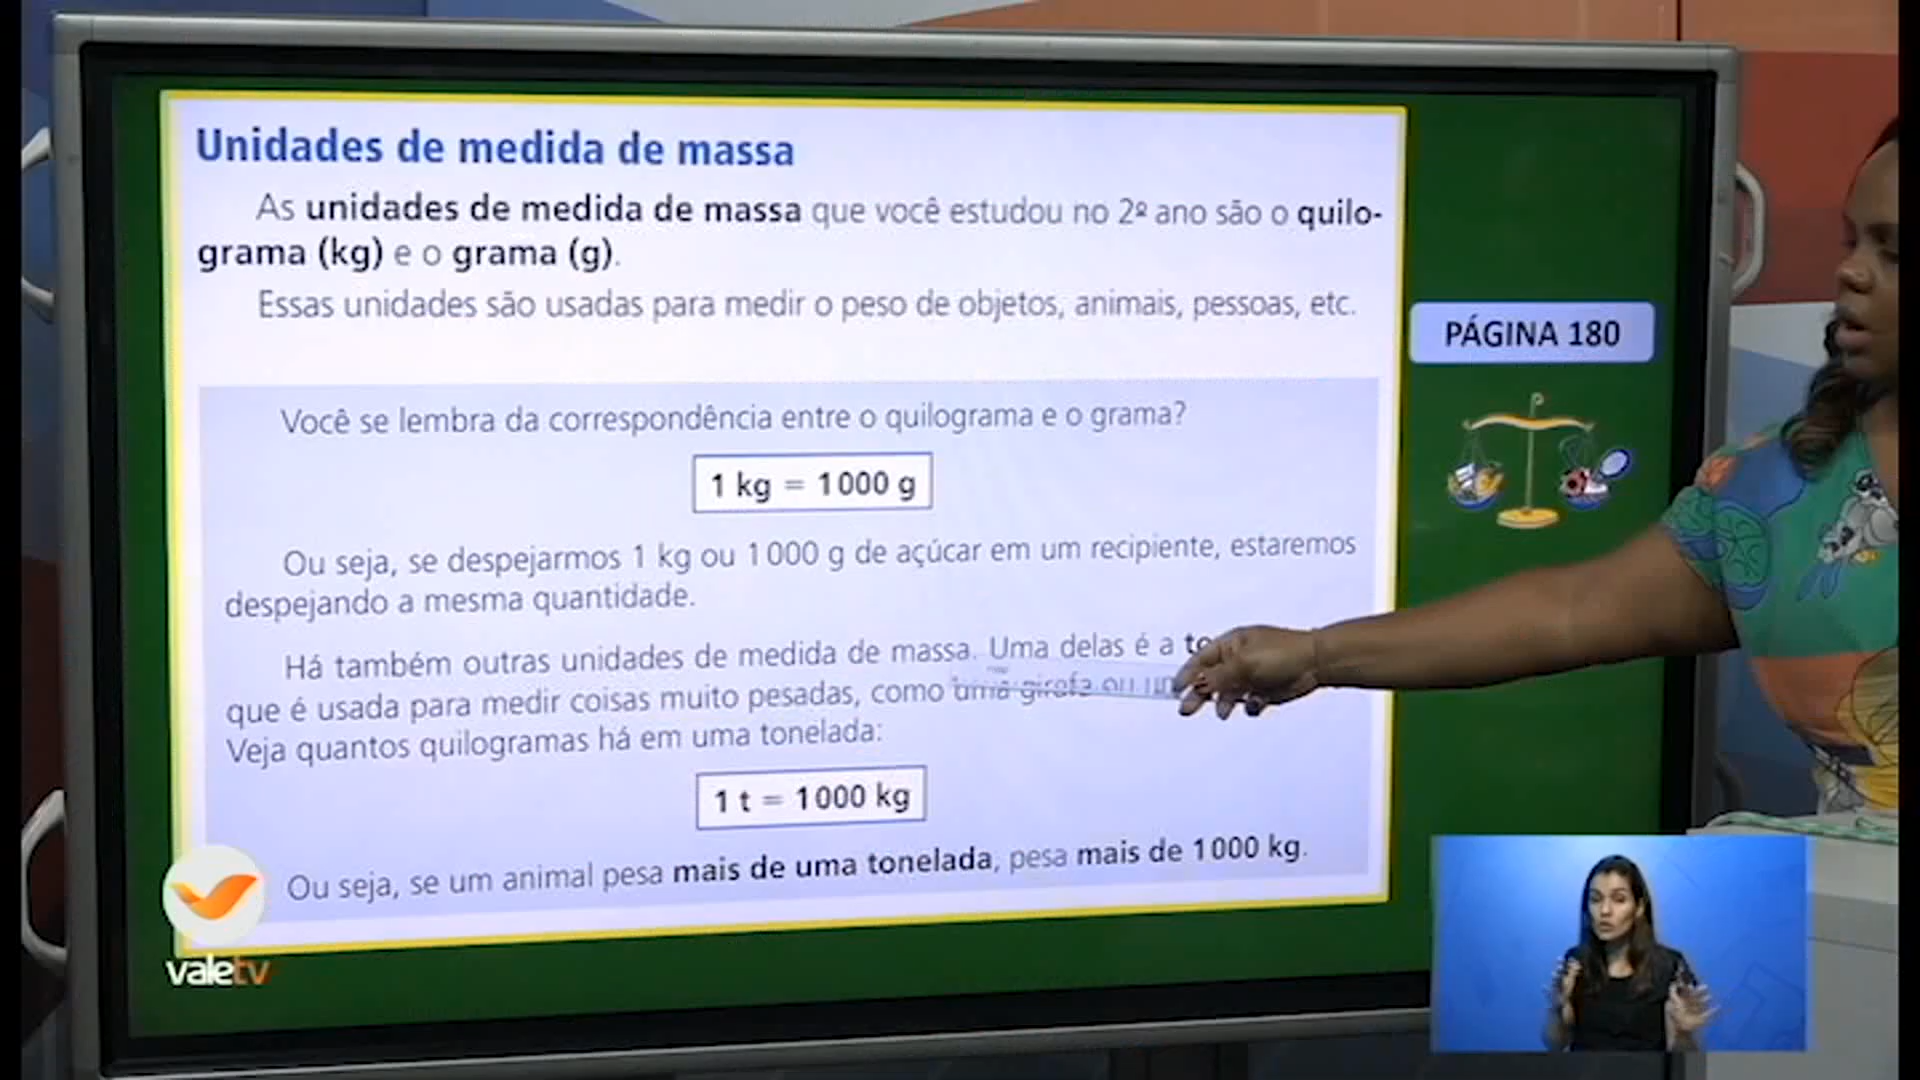 Unidades de medida de massa
As unidades de medida de massa que você estudou no 2º ano são o quilo-
grama (kg) e o grama (g).
Essas unidades são usadas para medir o peso de objetos, animais, pessoas, etc.
Você se lembra da correspondência entre o quilograma e o grama?
1 kg = 1000 g
Ou seja, se despejarmos 1 kg ou 1000 g de açúcar em um recipiente, estaremos
despejando a mesma quantidade.
Há também outras unidades de medida de massa. Uma delas é a
que é usada para medir coisas muito pesadas, como uma girafa ou
Veja quantos quilogramas há em uma tonelada:
1 t = 1000 kg
Ou seja, se um animal pesa mais de uma tonelada, pesa mais de 1000 kg.
PÁGINA 180
valetv